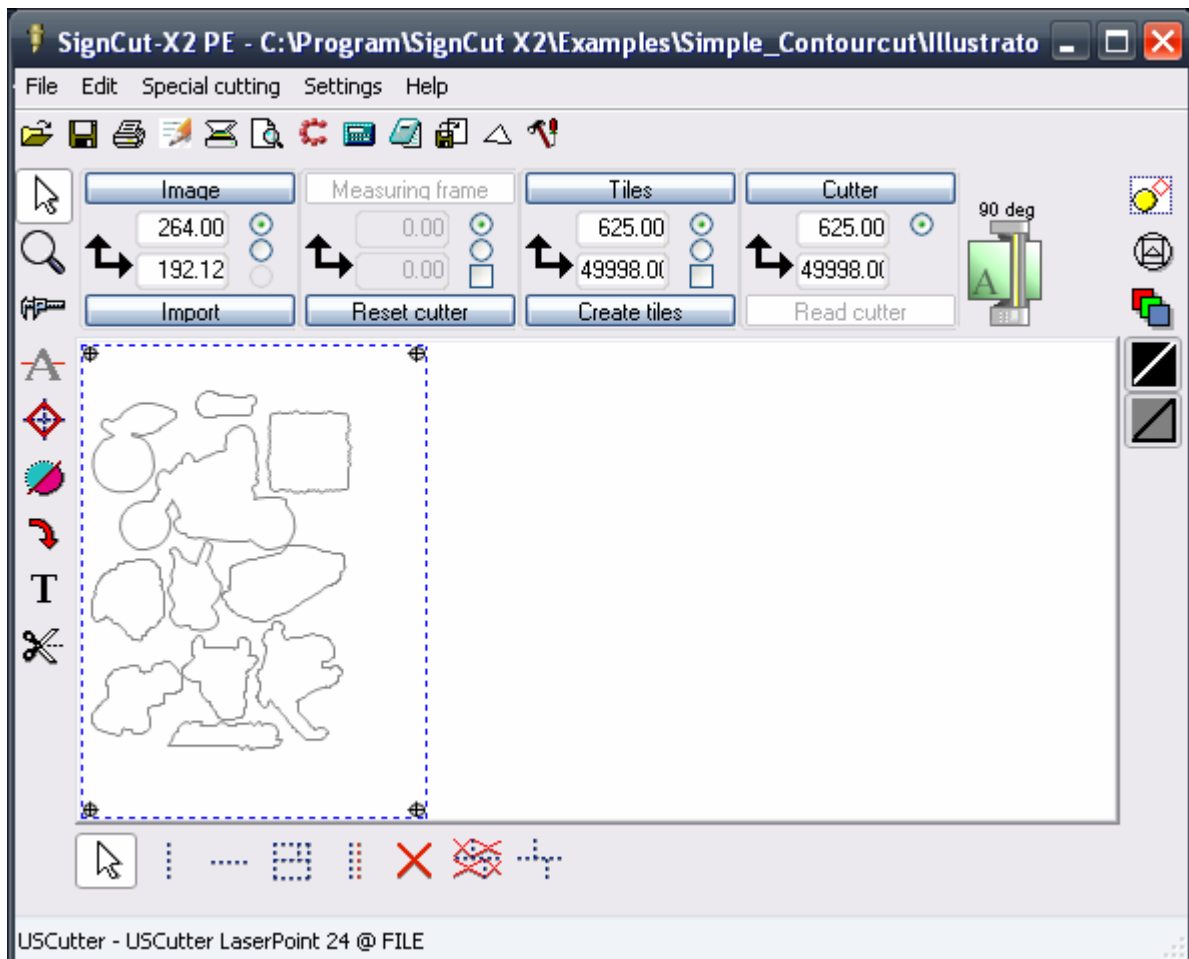 SignCut-X2 PE - C:\Program\SignCut X2\Examples\Simple_Contourcut\Illustrato
File Edit Special cutting Settings Help
Image Measuring frame Tiles Cutter
90 deg
264.00 0.00 625.00 625.00
192.12 0.00 49998.0( 49998.0(
A
Import Reset cutter Create tiles Read cutter
A
T
USCutter - USCutter LaserPoint 24 @ FILE